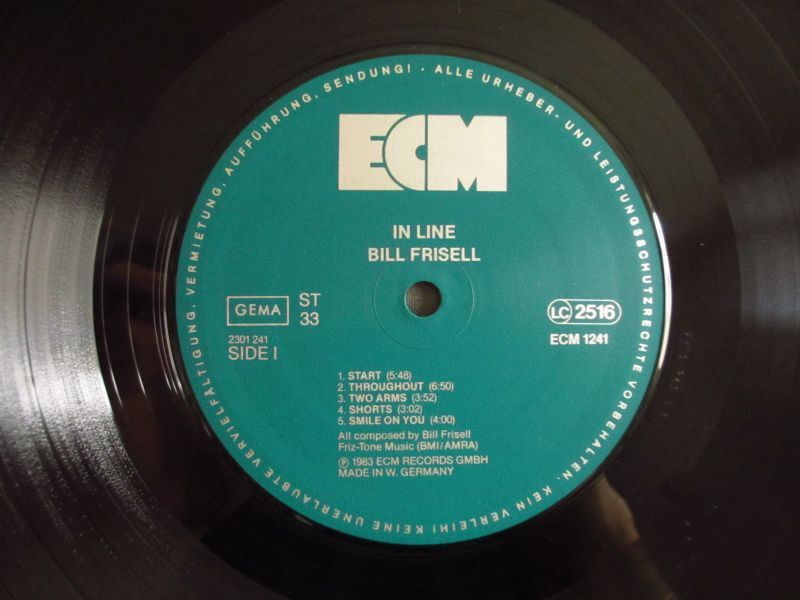 ALLE URHEBER- UND LEISTUNGSSCHUTZRECHTE VORBEHALTEN. KEIN VERLEIH! KEINE UNERLAUBTE VERVIELFÄLTIGUNG, VERMIETUNG, AUFFÜHRUNG, SENDUNG! ·
ECM
IN LINE
BILL FRISELL
GEMA
ST
33
LC 2516
2301 241
SIDE I
ECM 1241
1. START (5:48)
2. THROUGHOUT (6:50)
3. TWO ARMS (3:52)
4. SHORTS (3:02)
5. SMILE ON YOU (4:00)
All composed by Bill Frisell
Friz-Tone Music (BMI/AMRA)
Ⓟ 1983 ECM RECORDS GMBH
MADE IN W. GERMANY